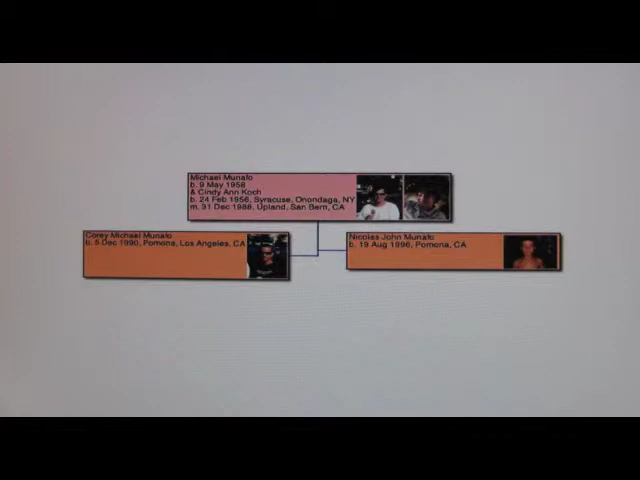 Michael Munafo
b. 9 May 1958
& Cindy Ann Koch
b. 24 Feb 1956, Syracuse, Onondaga, NY
m. 31 Dec 1988, Upland, San Bern, CA
Corey Michael Munafo
b. 5 Dec 1990, Pomona, Los Angeles, CA
Nicolas John Munafo
b. 19 Aug 1996, Pomona, CA